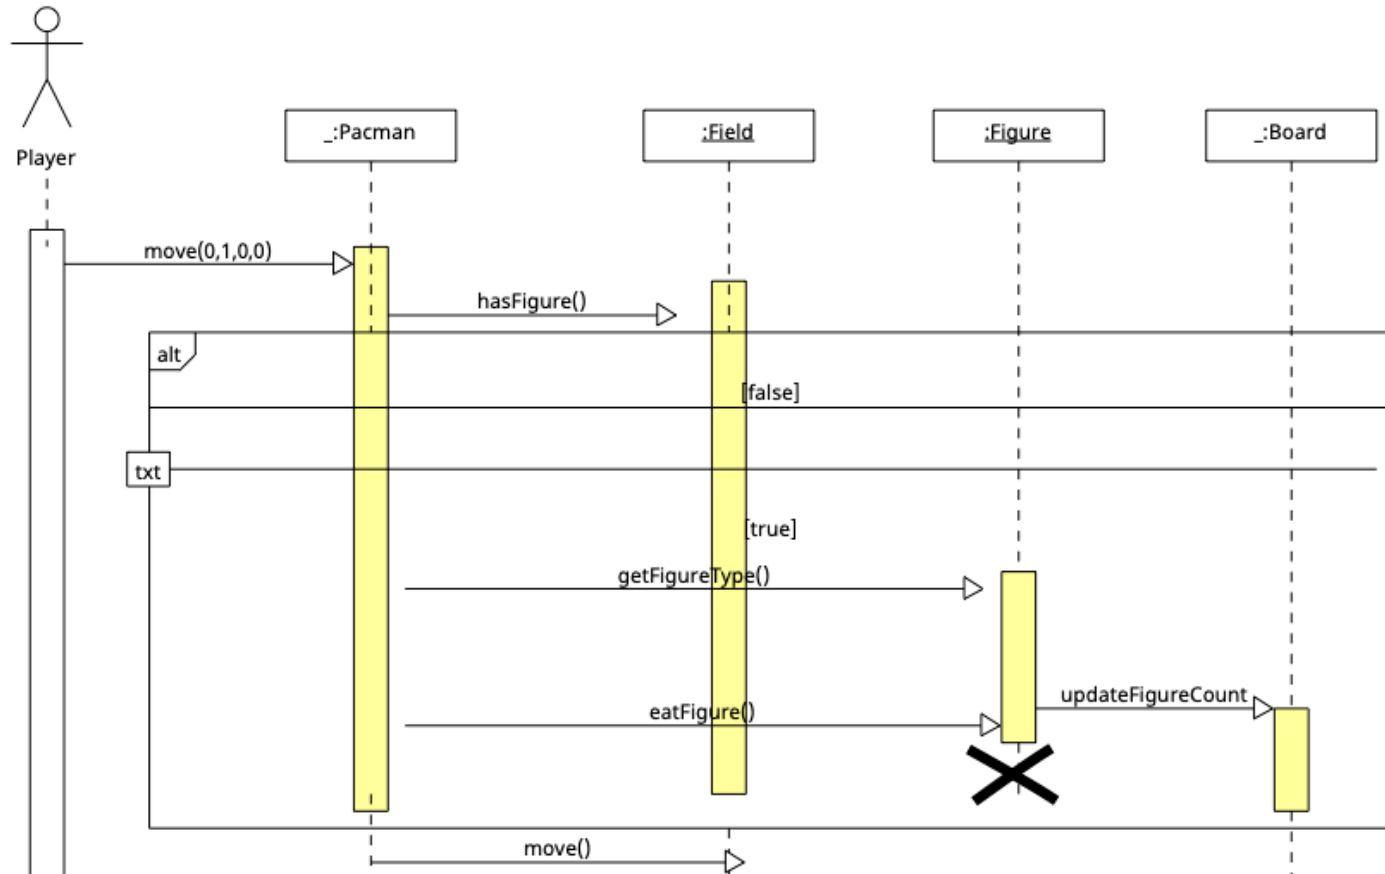 Player
_:Pacman
:Field
:Figure
_:Board
move(0,1,0,0)
hasFigure()
alt
[false]
txt
[true]
getFigureType()
updateFigureCount
eatFigure()
move()